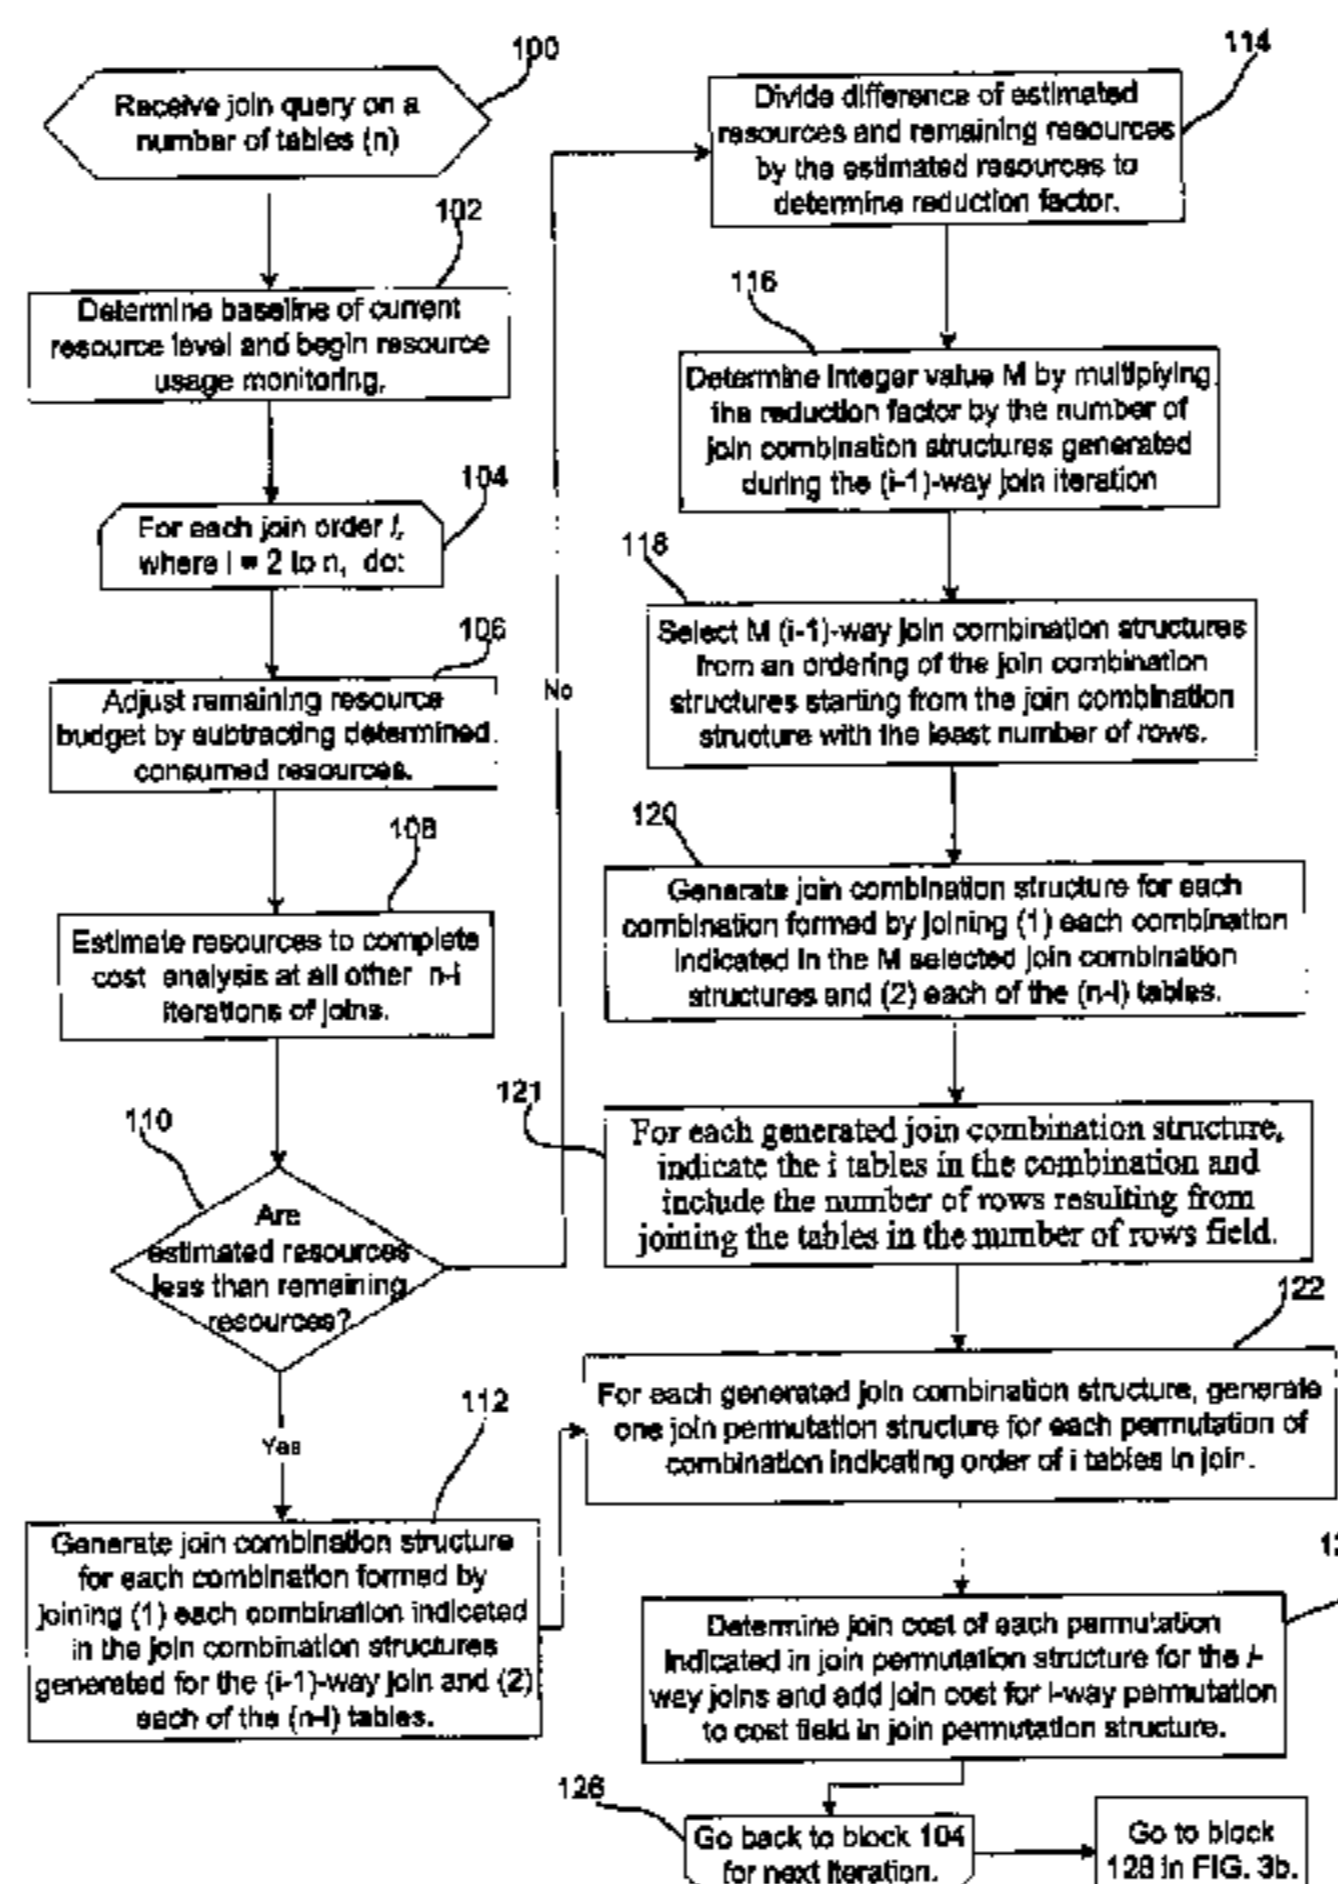 100
Receive join query on a
number of tables (n)
102
Determine baseline of current
resource level and begin resource
usage monitoring.
104
For each join order i,
where i = 2 to n, do:
106
Adjust remaining resource
budget by subtracting determined
consumed resources.
108
Estimate resources to complete
cost analysis at all other n-i
iterations of joins.
110
Are
estimated resources
less than remaining
resources?
No
Yes
112
Generate join combination structure
for each combination formed by
joining (1) each combination indicated
in the join combination structures
generated for the (i-1)-way join and (2)
each of the (n-i) tables.
114
Divide difference of estimated
resources and remaining resources
by the estimated resources to
determine reduction factor.
116
Determine integer value M by multiplying
the reduction factor by the number of
join combination structures generated
during the (i-1)-way join iteration
118
Select M (i-1)-way join combination structures
from an ordering of the join combination
structures starting from the join combination
structure with the least number of rows.
120
Generate join combination structure for each
combination formed by joining (1) each combination
indicated in the M selected join combination
structures and (2) each of the (n-i) tables.
121
For each generated join combination structure,
indicate the i tables in the combination and
include the number of rows resulting from
joining the tables in the number of rows field.
122
For each generated join combination structure, generate
one join permutation structure for each permutation of
combination indicating order of i tables in join.
Determine join cost of each permutation
indicated in join permutation structure for the i-
way joins and add join cost for i-way permutation
to cost field in join permutation structure.
126
Go back to block 104
for next iteration.
Go to block
128 in FIG. 3b.